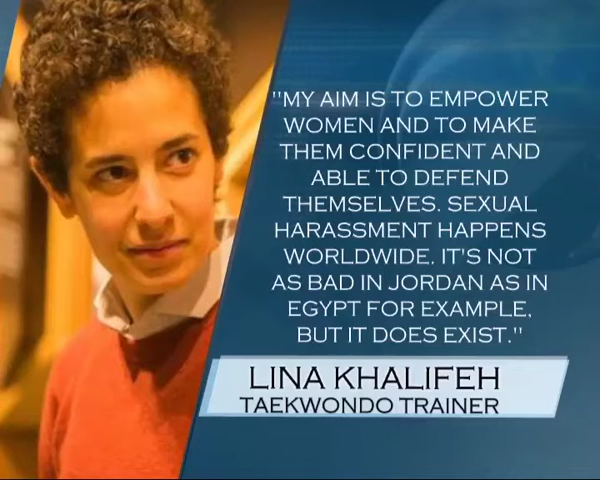 "MY AIM IS TO EMPOWER
WOMEN AND TO MAKE
THEM CONFIDENT AND
ABLE TO DEFEND
THEMSELVES. SEXUAL
HARASSMENT HAPPENS
WORLDWIDE. IT'S NOT
AS BAD IN JORDAN AS IN
EGYPT FOR EXAMPLE,
BUT IT DOES EXIST."
LINA KHALIFEH
TAEKWONDO TRAINER